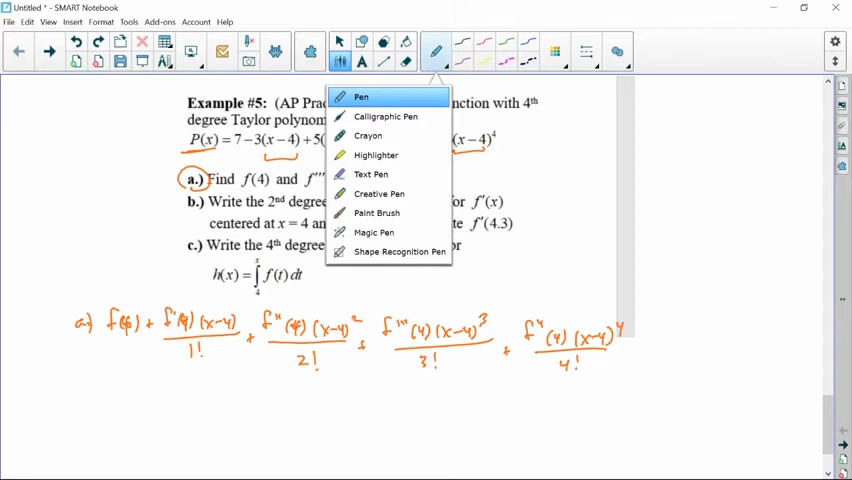 Untitled * - SMART Notebook
File Edit View Insert Format Tools Add-ons Account Help
Example #5: (AP Prac
nction with 4th
degree Taylor polynom
P(x) = 7 − 3(x − 4) + 5(
(x − 4)⁴
a.) Find f(4) and f'''
b.) Write the 2nd degre
for f'(x)
centered at x = 4 an
te f'(4.3)
c.) Write the 4th degre
or
h(x) = ∫₄ˣ f(t) dt
Pen
Calligraphic Pen
Crayon
Highlighter
Text Pen
Creative Pen
Paint Brush
Magic Pen
Shape Recognition Pen
a) f(4) + f'(4)(x-4)/1! + f''(4)(x-4)²/2! + f'''(4)(x-4)³/3! + f⁴(4)(x-4)⁴/4!